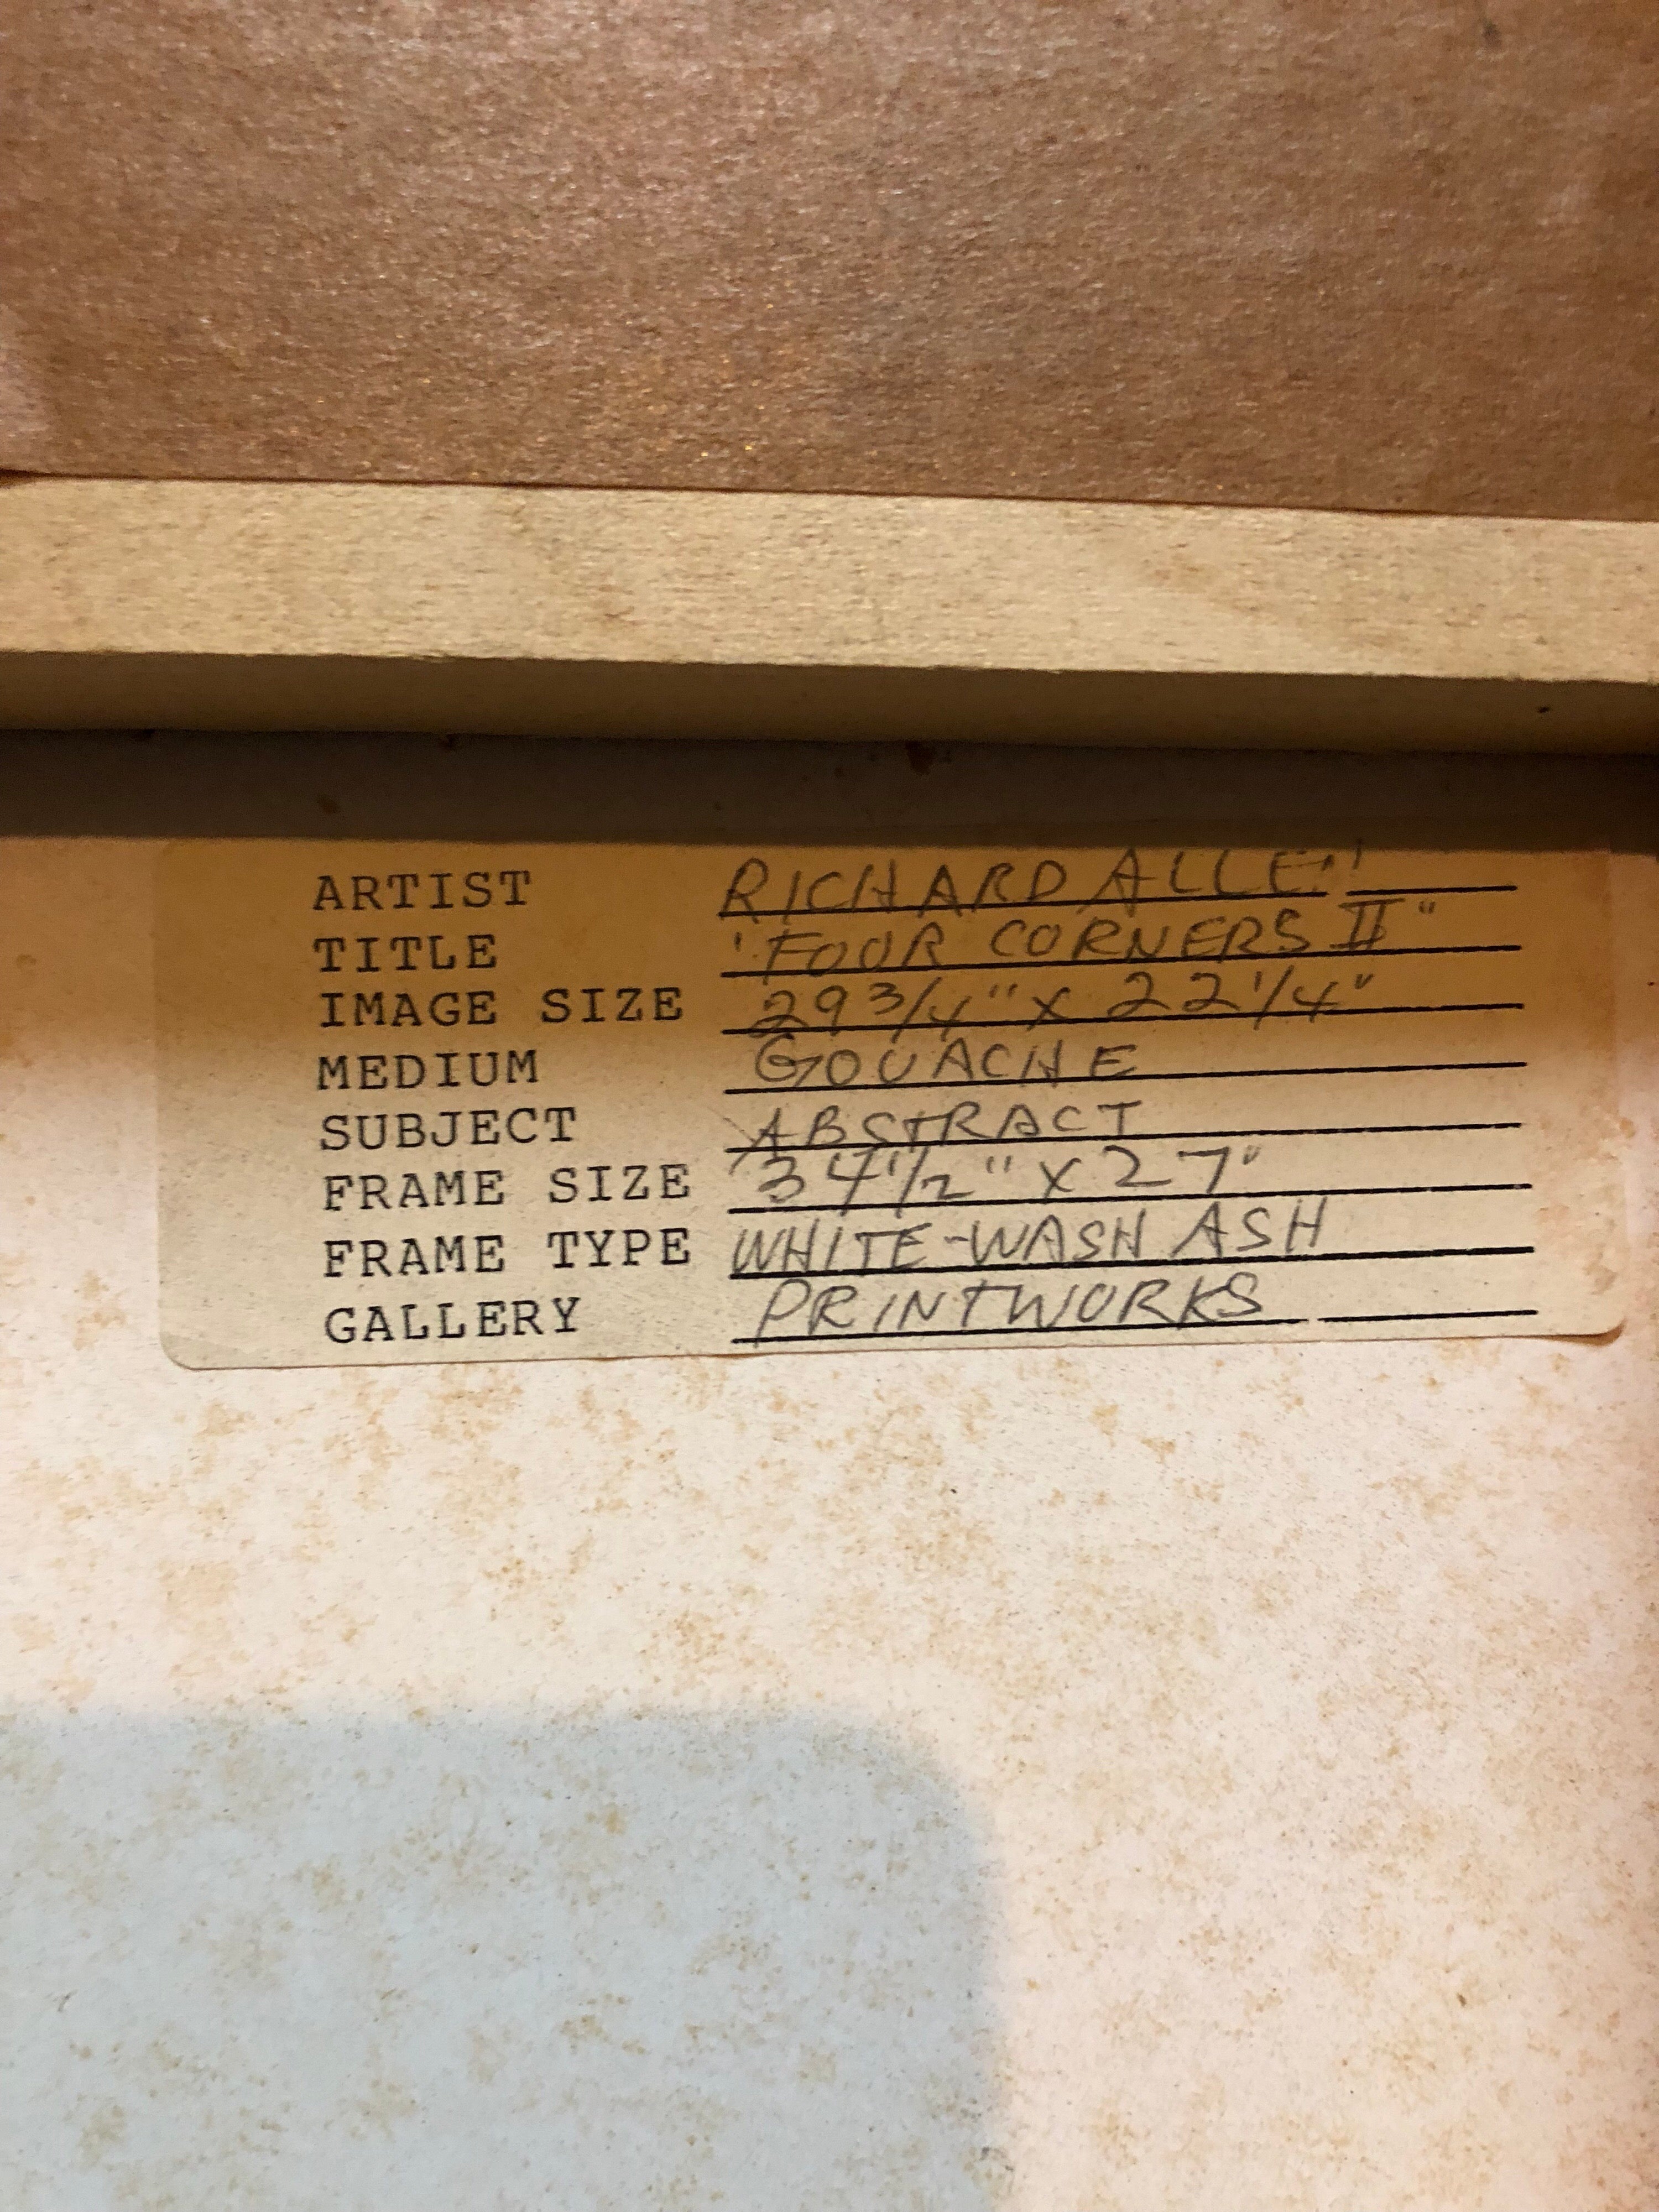 ARTIST RICHARD ALLEN
TITLE "FOUR CORNERS II"
IMAGE SIZE 29 3/4" X 22 1/4"
MEDIUM GOUACHE
SUBJECT ABSTRACT
FRAME SIZE 34 1/2" X 27"
FRAME TYPE WHITE-WASH ASH
GALLERY PRINTWORKS